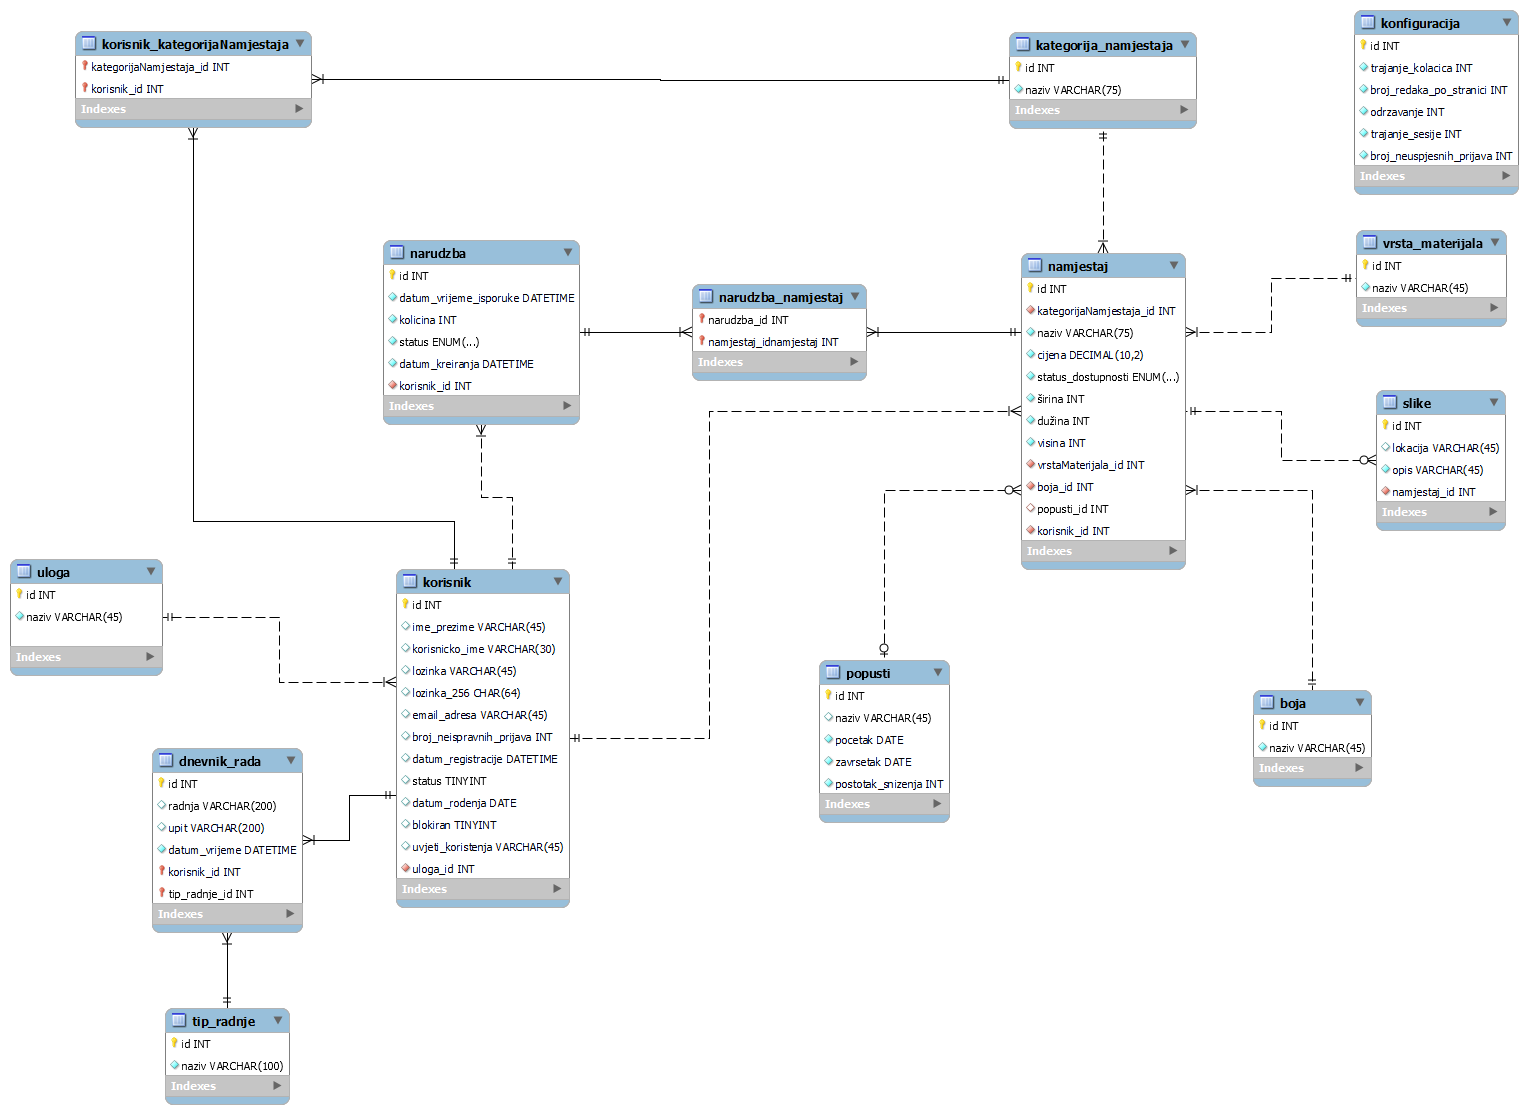 korisnik_kategorijaNamjestaja
kategorijaNamjestaja_id INT
korisnik_id INT
Indexes
kategorija_namjestaja
id INT
naziv VARCHAR(75)
Indexes
konfiguracija
id INT
trajanje_kolacica INT
broj_redaka_po_stranici INT
odrzavanje INT
trajanje_sesije INT
broj_neuspjesnih_prijava INT
Indexes
narudzba
id INT
datum_vrijeme_isporuke DATETIME
kolicina INT
status ENUM(...)
datum_kreiranja DATETIME
korisnik_id INT
Indexes
narudzba_namjestaj
narudzba_id INT
namjestaj_idnamjestaj INT
Indexes
namjestaj
id INT
kategorijaNamjestaja_id INT
naziv VARCHAR(75)
cijena DECIMAL(10,2)
status_dostupnosti ENUM(...)
širina INT
dužina INT
visina INT
vrstaMaterijala_id INT
boja_id INT
popusti_id INT
korisnik_id INT
Indexes
vrsta_materijala
id INT
naziv VARCHAR(45)
Indexes
slike
id INT
lokacija VARCHAR(45)
opis VARCHAR(45)
namjestaj_id INT
Indexes
uloga
id INT
naziv VARCHAR(45)
Indexes
korisnik
id INT
ime_prezime VARCHAR(45)
korisnicko_ime VARCHAR(30)
lozinka VARCHAR(45)
lozinka_256 CHAR(64)
email_adresa VARCHAR(45)
broj_neispravnih_prijava INT
datum_registracije DATETIME
status TINYINT
datum_rodenja DATE
blokiran TINYINT
uvjeti_koristenja VARCHAR(45)
uloga_id INT
Indexes
popusti
id INT
naziv VARCHAR(45)
pocetak DATE
zavrsetak DATE
postotak_snizenja INT
Indexes
boja
id INT
naziv VARCHAR(45)
Indexes
dnevnik_rada
id INT
radnja VARCHAR(200)
upit VARCHAR(200)
datum_vrijeme DATETIME
korisnik_id INT
tip_radnje_id INT
Indexes
tip_radnje
id INT
naziv VARCHAR(100)
Indexes